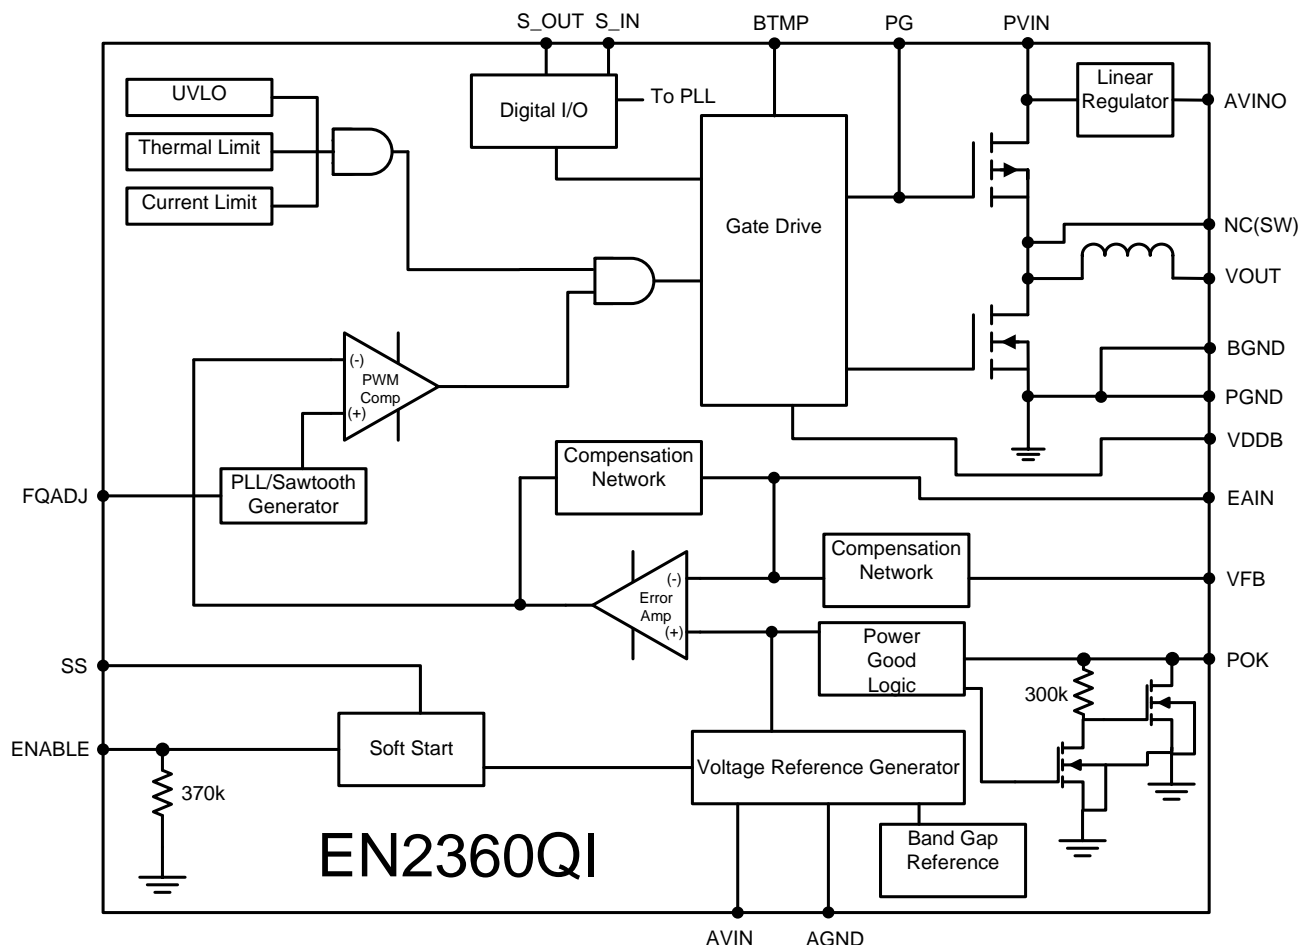 S_OUT
S_IN
BTMP
PG
PVIN
UVLO
Thermal Limit
Current Limit
Digital I/O
To PLL
Gate Drive
Linear
Regulator
AVINO
NC(SW)
VOUT
BGND
PGND
VDDB
(-)
PWM
Comp
(+)
FQADJ
PLL/Sawtooth
Generator
Compensation
Network
EAIN
Compensation
Network
VFB
(-)
Error
Amp
(+)
Power
Good
Logic
POK
300k
SS
ENABLE
370k
Soft Start
Voltage Reference Generator
Band Gap
Reference
EN2360QI
AVIN
AGND